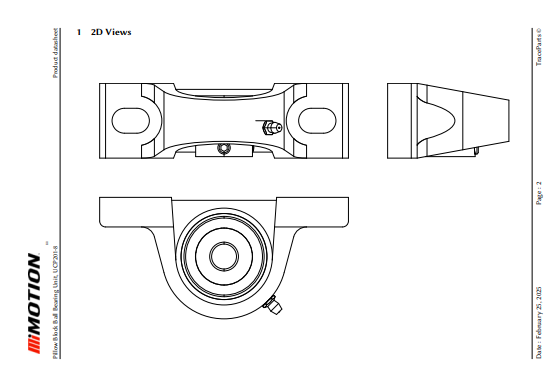 1 2D Views
Product datasheet
TraceParts ©
Page : 2
Date : February 25, 2025
Pillow Block Ball Bearing Unit, UCP201-8
MOTION